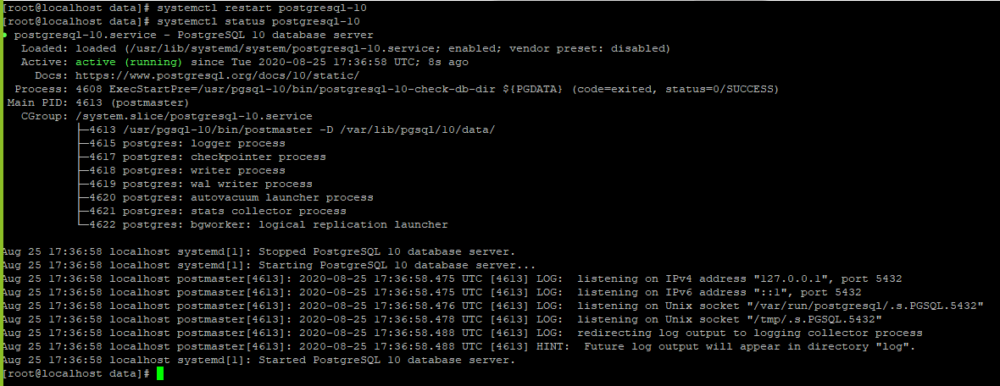 [root@localhost data]# systemctl restart postgresql-10
[root@localhost data]# systemctl status postgresql-10
● postgresql-10.service - PostgreSQL 10 database server
   Loaded: loaded (/usr/lib/systemd/system/postgresql-10.service; enabled; vendor preset: disabled)
   Active: active (running) since Tue 2020-08-25 17:36:58 UTC; 8s ago
     Docs: https://www.postgresql.org/docs/10/static/
  Process: 4608 ExecStartPre=/usr/pgsql-10/bin/postgresql-10-check-db-dir ${PGDATA} (code=exited, status=0/SUCCESS)
 Main PID: 4613 (postmaster)
   CGroup: /system.slice/postgresql-10.service
           ├─4613 /usr/pgsql-10/bin/postmaster -D /var/lib/pgsql/10/data/
           ├─4615 postgres: logger process
           ├─4617 postgres: checkpointer process
           ├─4618 postgres: writer process
           ├─4619 postgres: wal writer process
           ├─4620 postgres: autovacuum launcher process
           ├─4621 postgres: stats collector process
           └─4622 postgres: bgworker: logical replication launcher

Aug 25 17:36:58 localhost systemd[1]: Stopped PostgreSQL 10 database server.
Aug 25 17:36:58 localhost systemd[1]: Starting PostgreSQL 10 database server...
Aug 25 17:36:58 localhost postmaster[4613]: 2020-08-25 17:36:58.475 UTC [4613] LOG:  listening on IPv4 address "127.0.0.1", port 5432
Aug 25 17:36:58 localhost postmaster[4613]: 2020-08-25 17:36:58.475 UTC [4613] LOG:  listening on IPv6 address "::1", port 5432
Aug 25 17:36:58 localhost postmaster[4613]: 2020-08-25 17:36:58.476 UTC [4613] LOG:  listening on Unix socket "/var/run/postgresql/.s.PGSQL.5432"
Aug 25 17:36:58 localhost postmaster[4613]: 2020-08-25 17:36:58.478 UTC [4613] LOG:  listening on Unix socket "/tmp/.s.PGSQL.5432"
Aug 25 17:36:58 localhost postmaster[4613]: 2020-08-25 17:36:58.488 UTC [4613] LOG:  redirecting log output to logging collector process
Aug 25 17:36:58 localhost postmaster[4613]: 2020-08-25 17:36:58.488 UTC [4613] HINT:  Future log output will appear in directory "log".
Aug 25 17:36:58 localhost systemd[1]: Started PostgreSQL 10 database server.
[root@localhost data]#